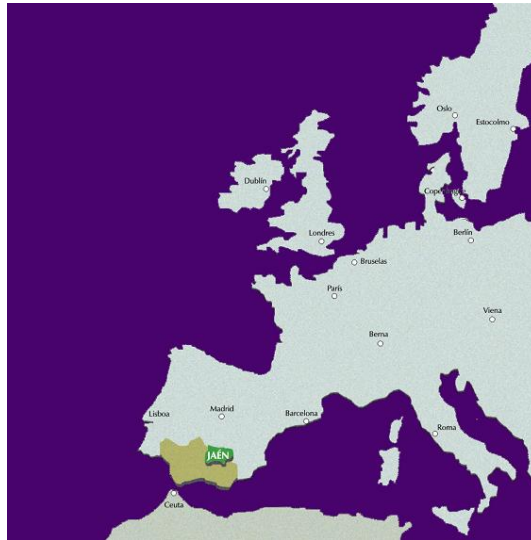 Oslo
Estocolmo
Dublín
Copenhague
Londres
Berlín
Bruselas
París
Viena
Berna
Lisboa
Madrid
Barcelona
Roma
JAÉN
Ceuta